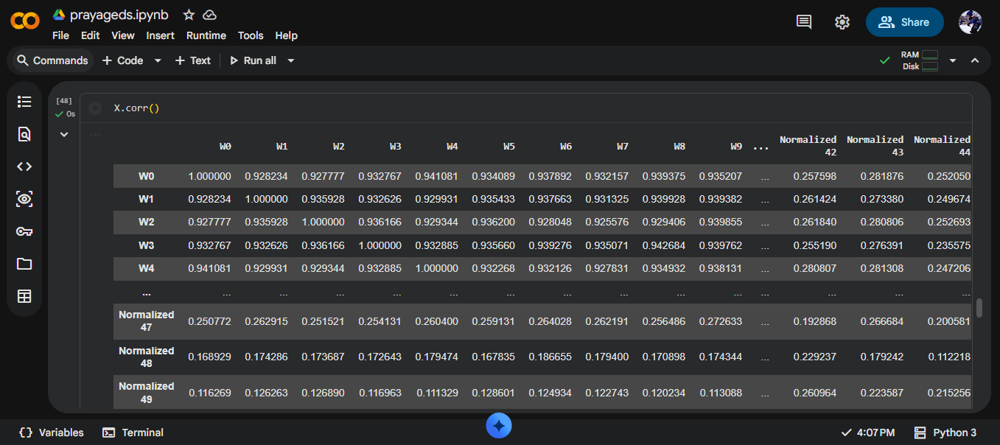 prayageds.ipynb
File Edit View Insert Runtime Tools Help
Share
Commands + Code + Text Run all
RAM
Disk
[48]
0s
X.corr()
W0 W1 W2 W3 W4 W5 W6 W7 W8 W9 ... Normalized 42 Normalized 43 Normalized 44
W0 1.000000 0.928234 0.927777 0.932767 0.941081 0.934089 0.937892 0.932157 0.939375 0.935207 ... 0.257598 0.281876 0.252050
W1 0.928234 1.000000 0.935928 0.932626 0.929931 0.935433 0.937663 0.931325 0.939928 0.939382 ... 0.261424 0.273380 0.249674
W2 0.927777 0.935928 1.000000 0.936166 0.929344 0.936200 0.928048 0.925576 0.929406 0.939855 ... 0.261840 0.280806 0.252693
W3 0.932767 0.932626 0.936166 1.000000 0.932885 0.935660 0.939276 0.935071 0.942684 0.939762 ... 0.255190 0.276391 0.235575
W4 0.941081 0.929931 0.929344 0.932885 1.000000 0.932268 0.932126 0.927831 0.934932 0.938131 ... 0.280807 0.281308 0.247206
... ... ... ... ... ... ... ... ... ... ... ... ... ... ...
Normalized 47 0.250772 0.262915 0.251521 0.254131 0.260400 0.259131 0.264028 0.262191 0.256486 0.272633 ... 0.192868 0.266684 0.200581
Normalized 48 0.168929 0.174286 0.173687 0.172643 0.179474 0.167835 0.186655 0.179400 0.170898 0.174344 ... 0.229237 0.179242 0.112218
Normalized 49 0.116269 0.126263 0.126890 0.116963 0.111329 0.128601 0.124934 0.122743 0.120234 0.113088 ... 0.260964 0.223587 0.215256
{} Variables Terminal 4:07 PM Python 3